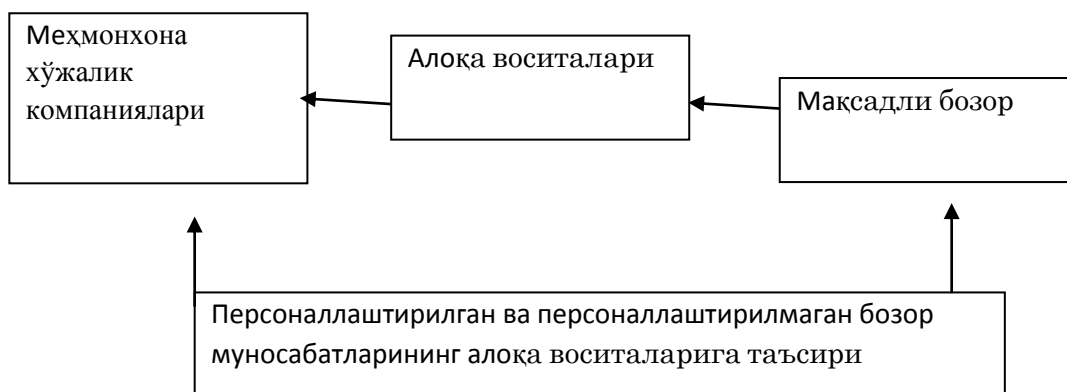 Меҳмонхона
хўжалик
компаниялари
Алоқа воситалари
Мақсадли бозор
Персоналлаштирилган ва персоналлаштирилмаган бозор
муносабатларининг алоқа воситаларига таъсири